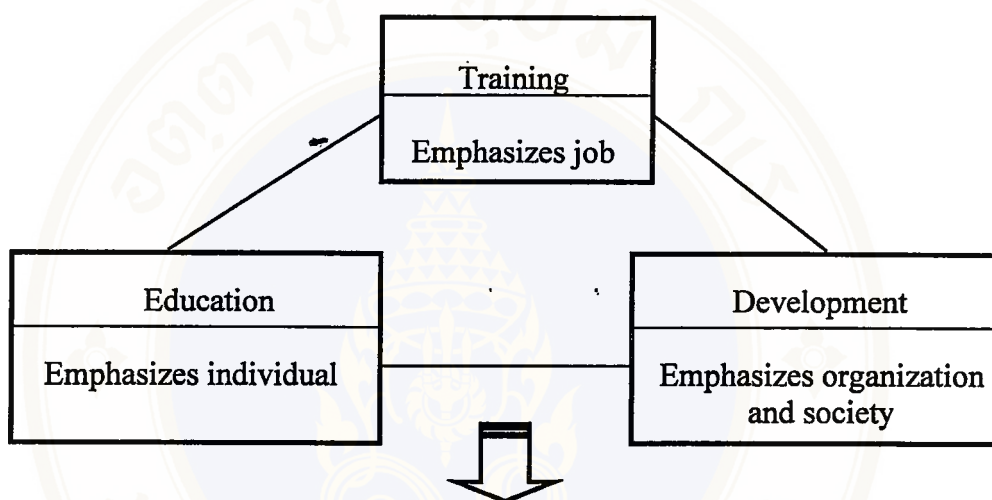 Training
Emphasizes job
Education
Emphasizes individual
Development
Emphasizes organization
and society